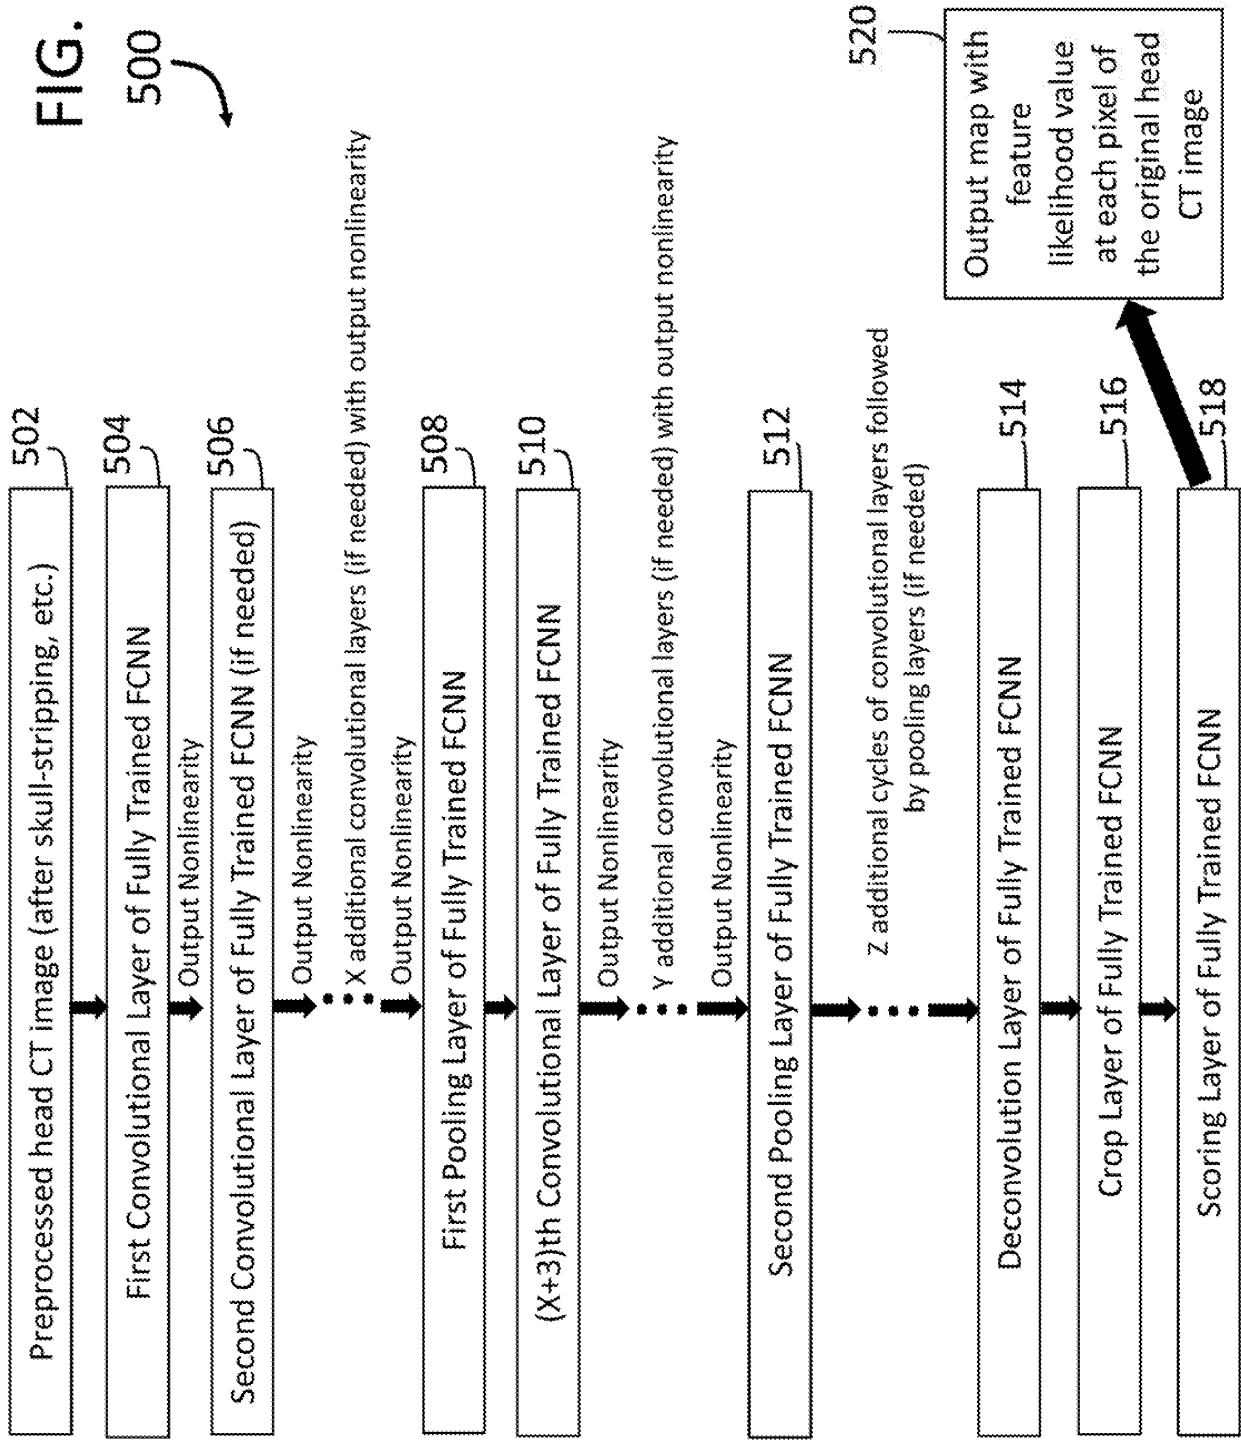 FIG.
500
Preprocessed head CT image (after skull-stripping, etc.)
502
First Convolutional Layer of Fully Trained FCNN
504
Output Nonlinearity
Second Convolutional Layer of Fully Trained FCNN (if needed)
506
Output Nonlinearity
X additional convolutional layers (if needed) with output nonlinearity
Output Nonlinearity
First Pooling Layer of Fully Trained FCNN
508
(X+3)th Convolutional Layer of Fully Trained FCNN
510
Output Nonlinearity
Y additional convolutional layers (if needed) with output nonlinearity
Output Nonlinearity
Second Pooling Layer of Fully Trained FCNN
512
Z additional cycles of convolutional layers followed
by pooling layers (if needed)
Deconvolution Layer of Fully Trained FCNN
514
Crop Layer of Fully Trained FCNN
516
Scoring Layer of Fully Trained FCNN
518
520
Output map with
feature
likelihood value
at each pixel of
the original head
CT image